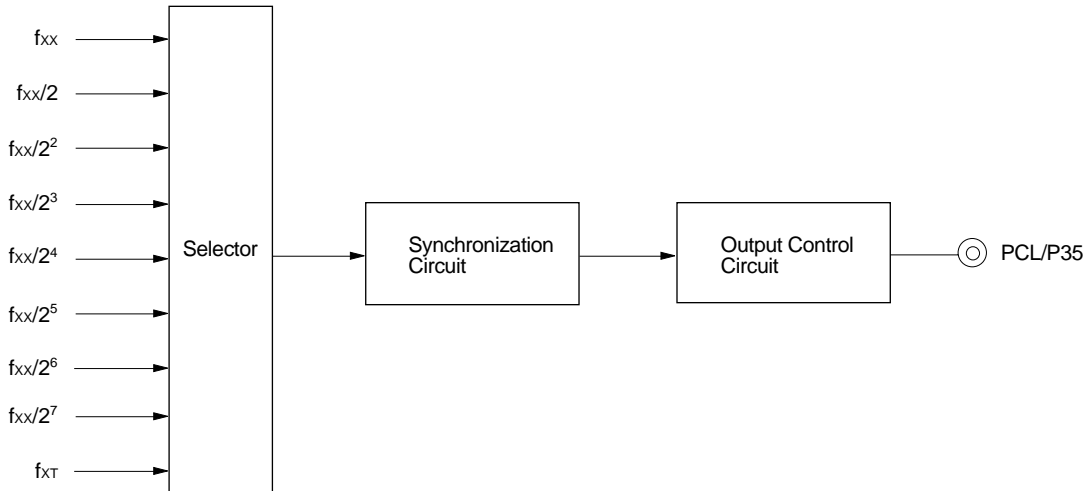 fXX
fXX/2
fXX/2²
fXX/2³
fXX/2⁴
fXX/2⁵
fXX/2⁶
fXX/2⁷
fXT
Selector
Synchronization
Circuit
Output Control
Circuit
PCL/P35